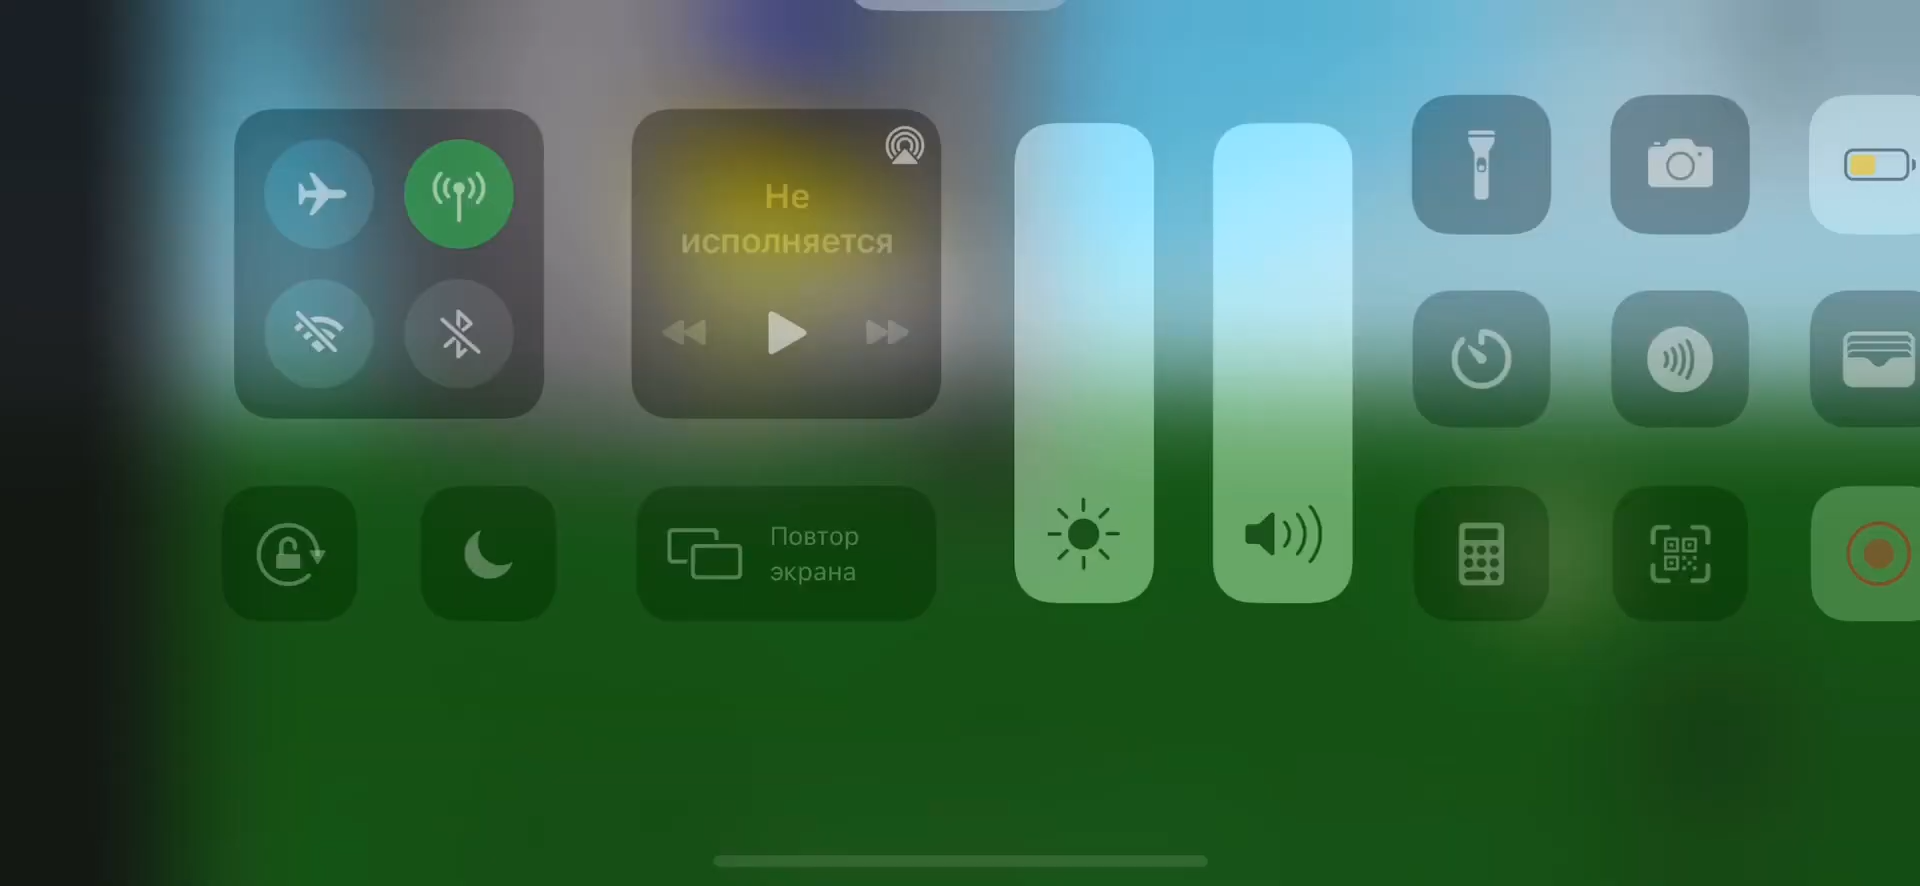 Не
исполняется
Повтор
экрана